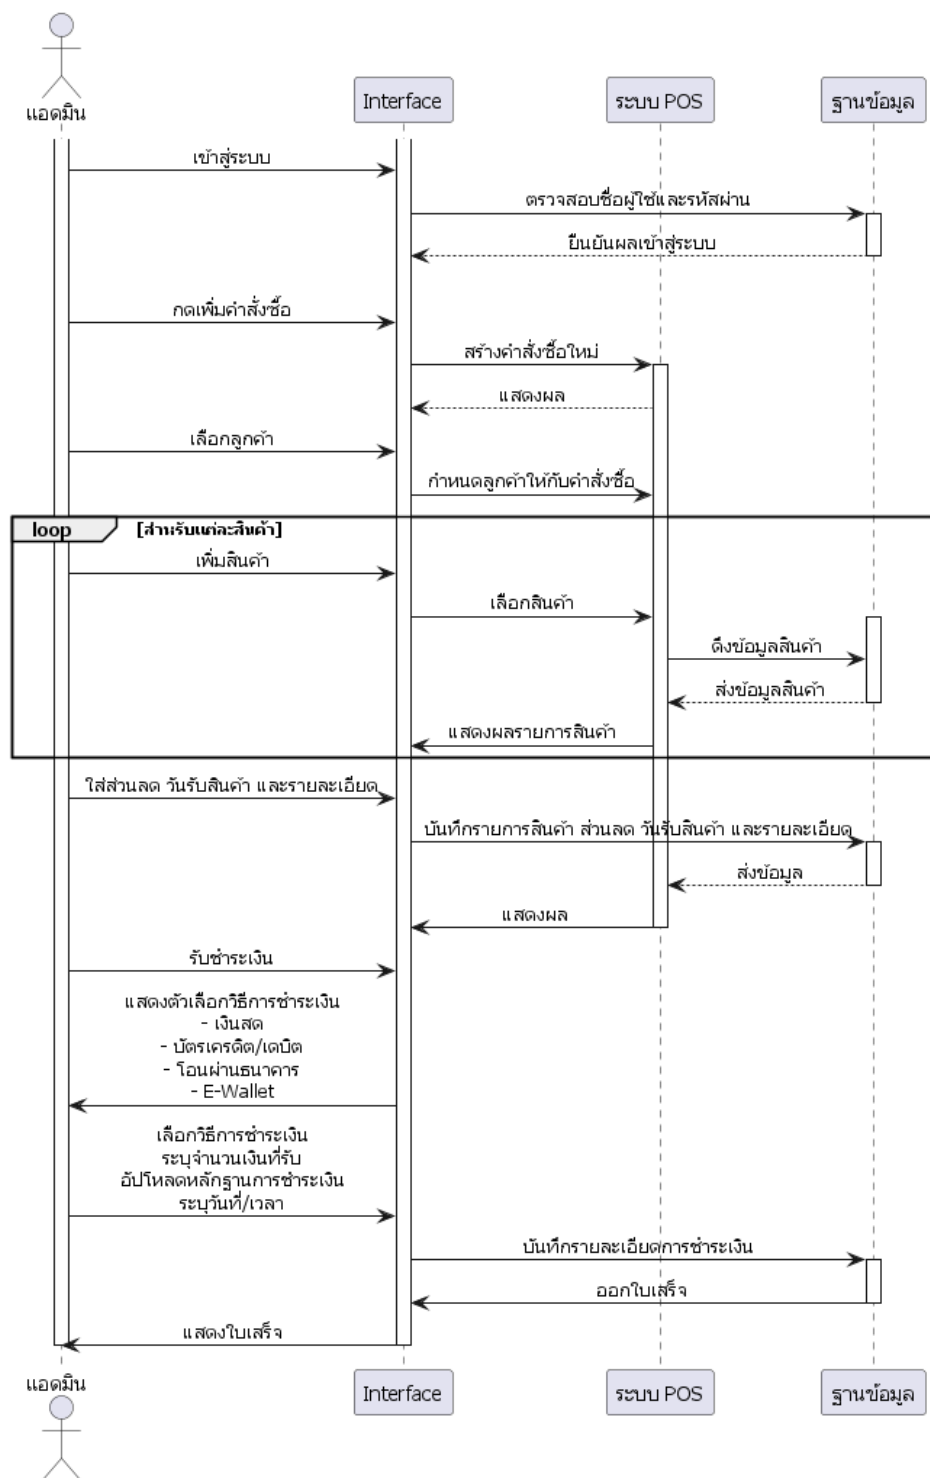 แอดมิน
Interface
ระบบ POS
ฐานข้อมูล
เข้าสู่ระบบ
ตรวจสอบชื่อผู้ใช้และรหัสผ่าน
ยืนยันผลเข้าสู่ระบบ
กดเพิ่มคำสั่งซื้อ
สร้างคำสั่งซื้อใหม่
แสดงผล
เลือกลูกค้า
กำหนดลูกค้าให้กับคำสั่งซื้อ
loop
[สำหรับแต่ละสินค้า]
เพิ่มสินค้า
เลือกสินค้า
ดึงข้อมูลสินค้า
ส่งข้อมูลสินค้า
แสดงผลรายการสินค้า
ใส่ส่วนลด วันรับสินค้า และรายละเอียด
บันทึกรายการสินค้า ส่วนลด วันรับสินค้า และรายละเอียด
ส่งข้อมูล
แสดงผล
รับชำระเงิน
แสดงตัวเลือกวิธีการชำระเงิน
- เงินสด
- บัตรเครดิต/เดบิต
- โอนผ่านธนาคาร
- E-Wallet
เลือกวิธีการชำระเงิน
ระบุจำนวนเงินที่รับ
อัปโหลดหลักฐานการชำระเงิน
ระบุวันที่/เวลา
บันทึกรายละเอียดการชำระเงิน
ออกใบเสร็จ
แสดงใบเสร็จ
แอดมิน
Interface
ระบบ POS
ฐานข้อมูล